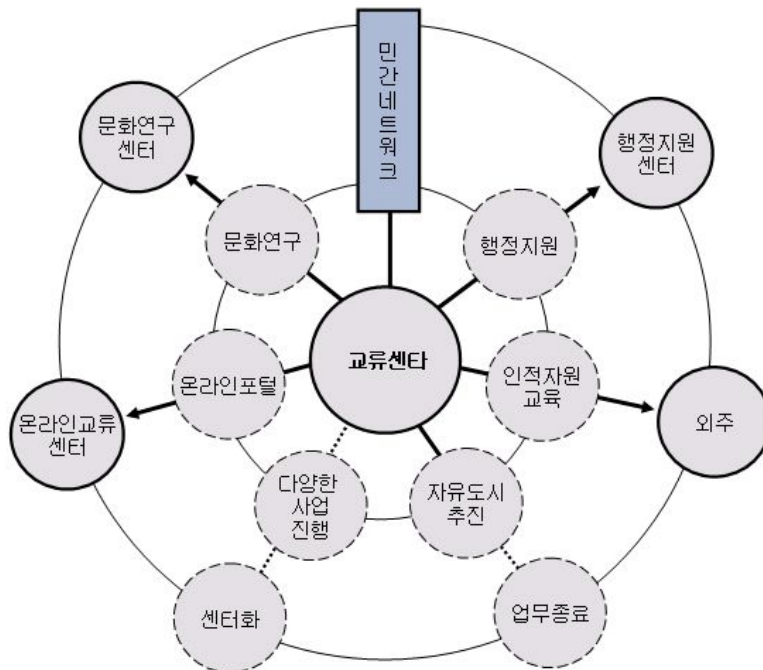 민
간
네
트
워
크
문화연구
센터
행정지원
센터
문화연구
행정지원
교류센타
온라인포털
인적자원
교육
온라인교류
센터
외주
다양한
사업
진행
자유도시
추진
센터화
업무종료